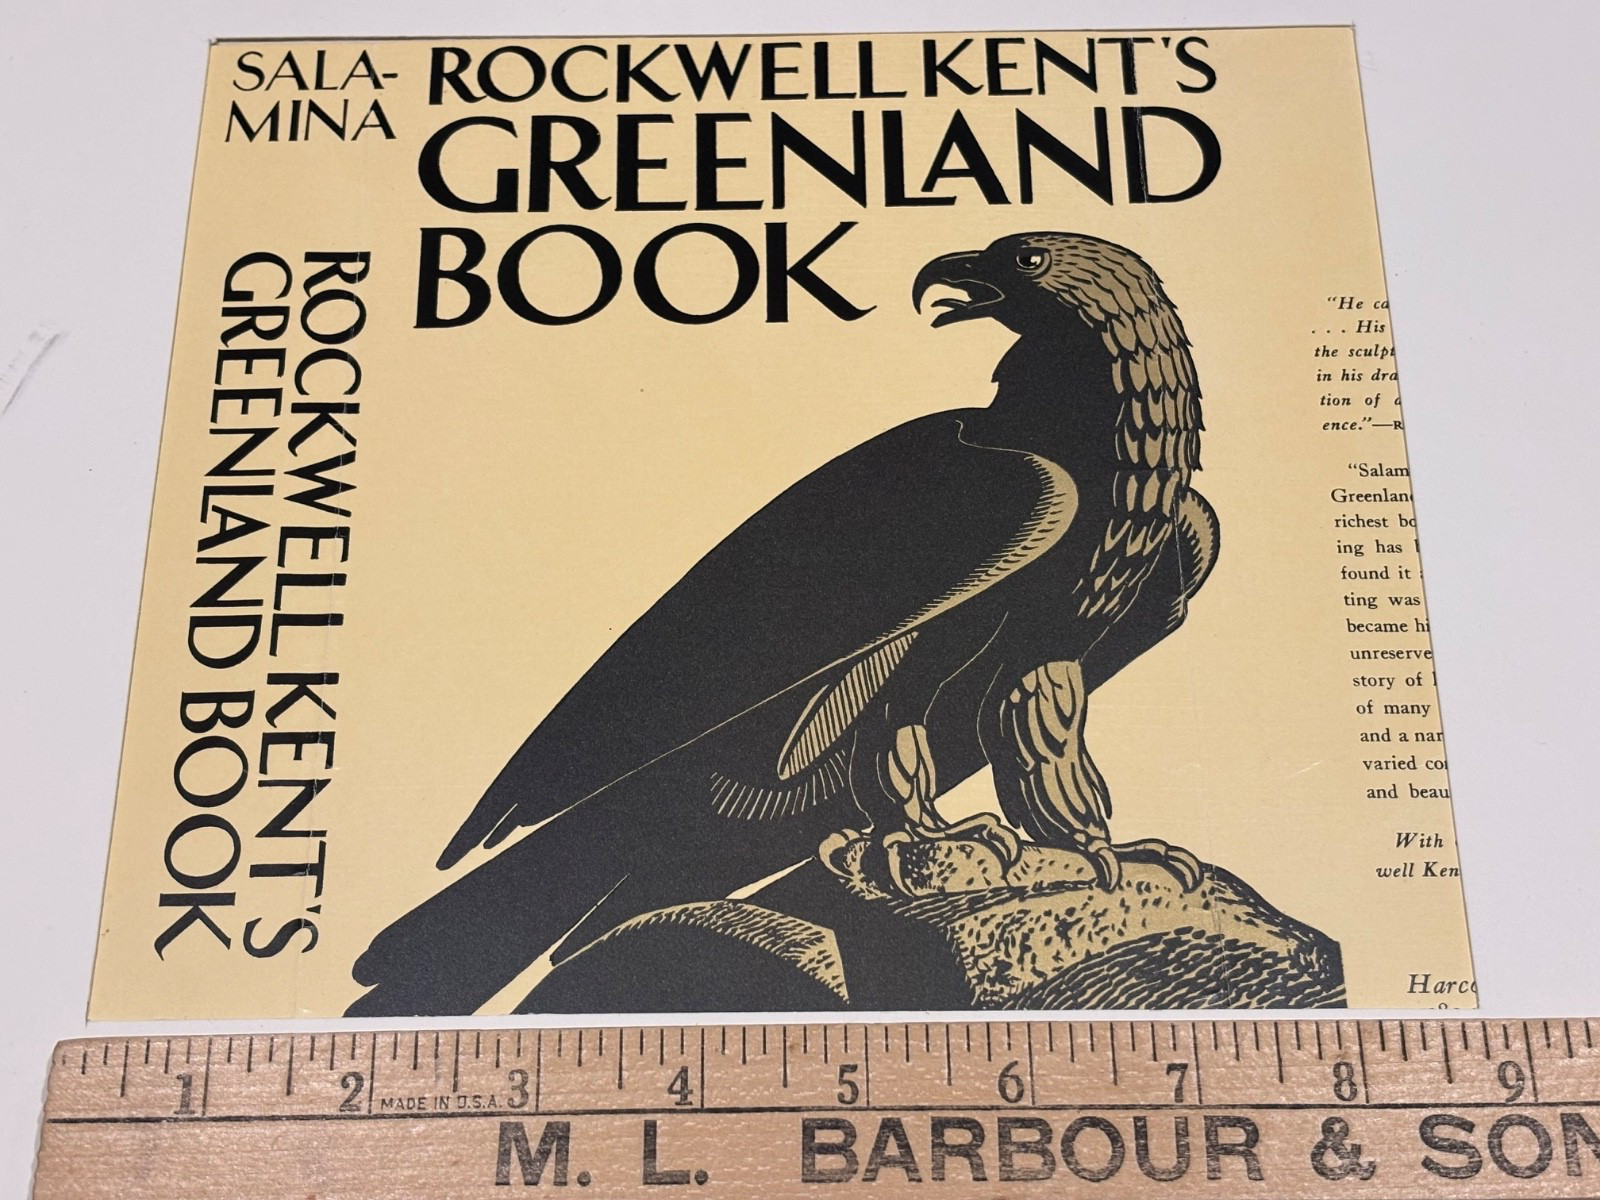 SALA-
MINA
ROCKWELL KENT'S
GREENLAND BOOK
ROCKWELL KENT'S
GREENLAND
BOOK
"He ca
. . . His
the sculpt
in his dra
tion of a
ence."—R
"Salam
Greenland
richest bo
ing has
found it
ting was
became hi
unreserve
story of
of many
and a nar
varied co
and beau
With
well Ken
Harco
1 2 3 4 5 6 7 8 9
MADE IN U.S.A.
M. L. BARBOUR & SON